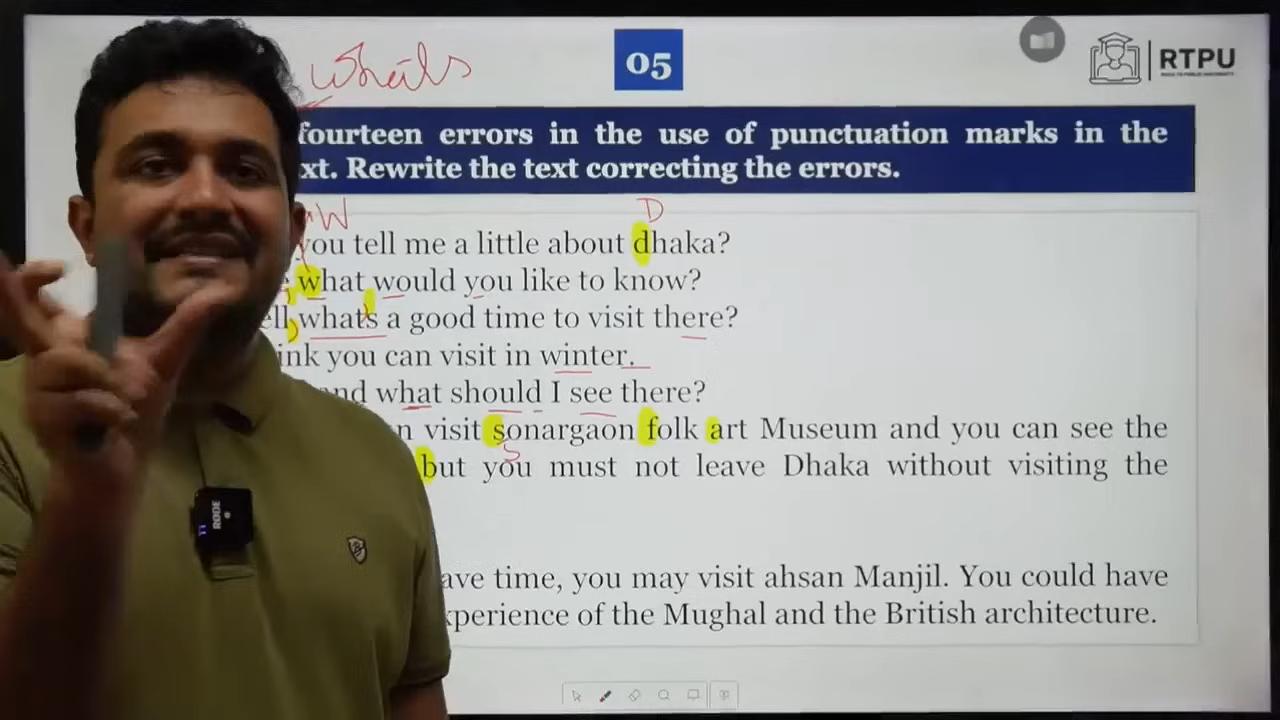 what's
05
RTPU
fourteen errors in the use of punctuation marks in the
xt. Rewrite the text correcting the errors.
W D
you tell me a little about dhaka?
what would you like to know?
ell, what's a good time to visit there?
ink you can visit in winter.
nd what should I see there?
n visit sonargaon folk art Museum and you can see the
S
but you must not leave Dhaka without visiting the
ave time, you may visit ahsan Manjil. You could have
xperience of the Mughal and the British architecture.
RODE